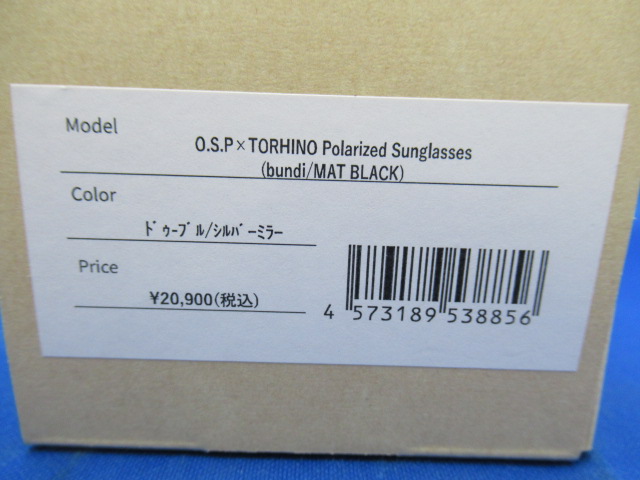 Model
O.S.P×TORHINO Polarized Sunglasses
(bundi/MAT BLACK)
Color
ﾄﾞｩｰﾌﾞﾙ/ｼﾙﾊﾞｰﾐﾗｰ
Price
¥20,900(税込)
4 573189 538856